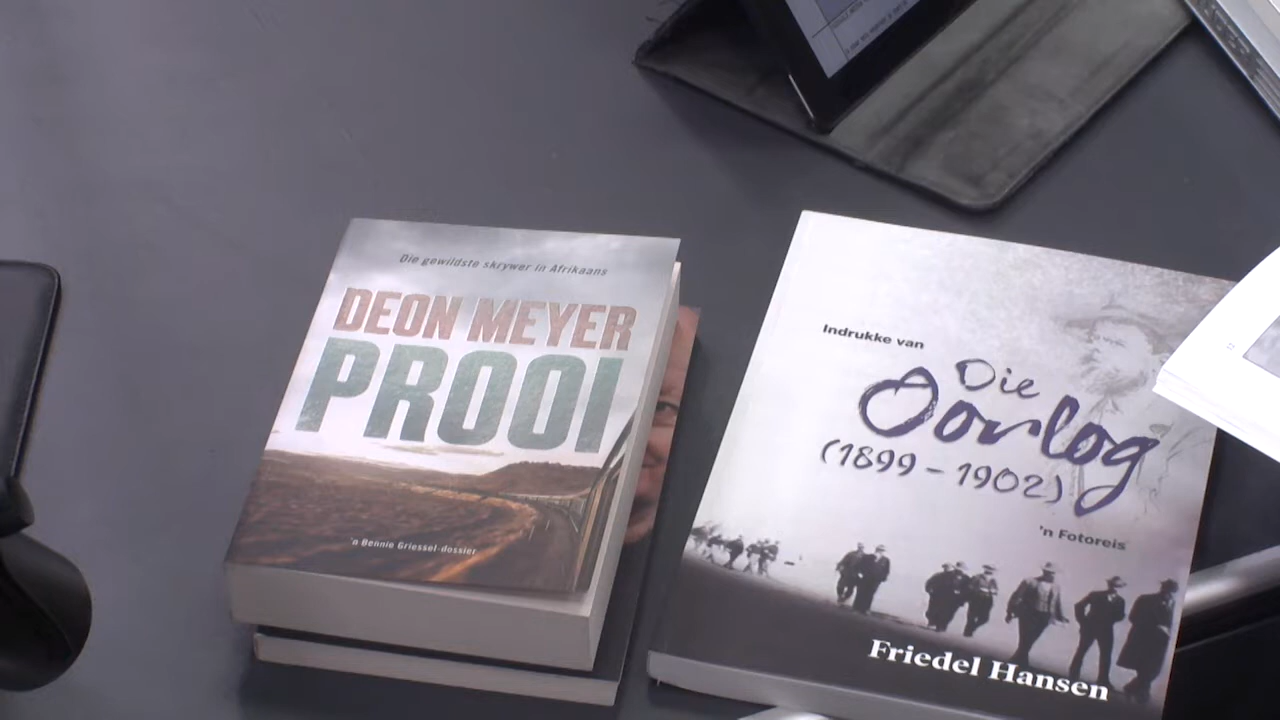 Die gewildste skrywer in Afrikaans
DEON MEYER
PROOI
'n Bennie Griessel-dossier
Indrukke van
Die
Oorlog
(1899 - 1902)
'n Fotoreis
Friedel Hansen